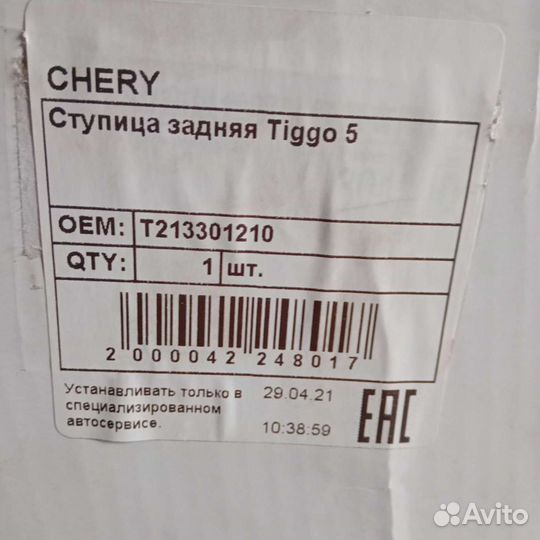 CHERY
Ступица задняя Tiggo 5
OEM: T213301210
QTY: 1 шт.
2 000042 248017
Устанавливать только в
специализированном
автосервисе.
29.04.21
10:38:59
EAC
Avito